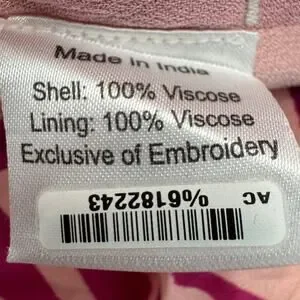 Made in India
Shell: 100% Viscose
Lining: 100% Viscose
Exclusive of Embroidery
AC
%6182243